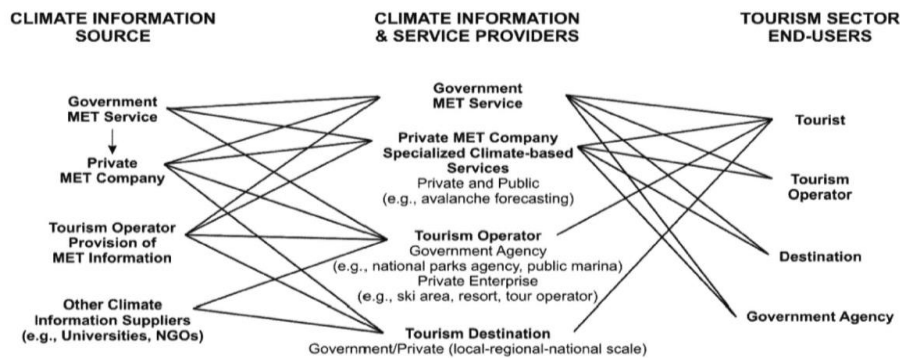 CLIMATE INFORMATION
SOURCE
Government
MET Service
Private
MET Company
Tourism Operator
Provision of
MET Information
Other Climate
Information Suppliers
(e.g., Universities, NGOs)
CLIMATE INFORMATION
& SERVICE PROVIDERS
Government
MET Service
Private MET Company
Specialized Climate-based
Services
Private and Public
(e.g., avalanche forecasting)
Tourism Operator
Government Agency
(e.g., national parks agency, public marina)
Private Enterprise
(e.g., ski area, resort, tour operator)
Tourism Destination
Government/Private (local-regional-national scale)
TOURISM SECTOR
END-USERS
Tourist
Tourism
Operator
Destination
Government Agency